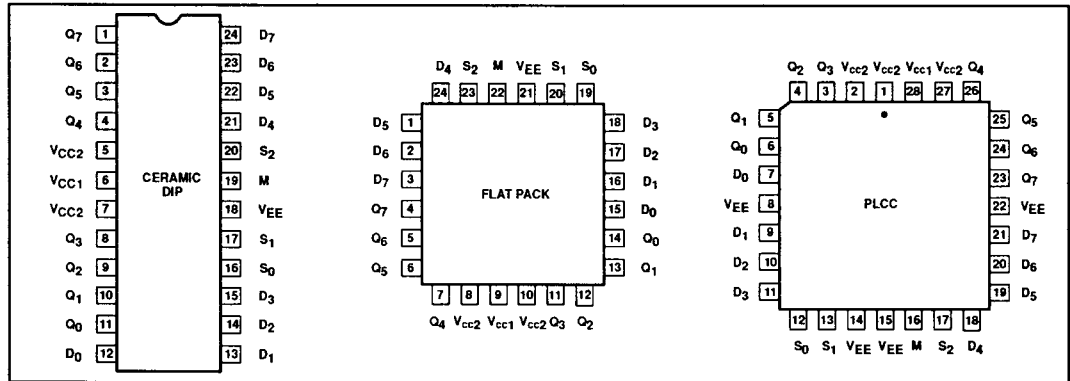 Q7 1 24 D7
Q6 2 23 D6
Q5 3 22 D5
Q4 4 21 D4
VCC2 5 20 S2
VCC1 6 19 M
VCC2 7 18 VEE
Q3 8 17 S1
Q2 9 16 S0
Q1 10 15 D3
Q0 11 14 D2
D0 12 13 D1
CERAMIC
DIP
D4 S2 M VEE S1 S0
24 23 22 21 20 19
D5 1 18 D3
D6 2 17 D2
D7 3 16 D1
Q7 4 15 D0
Q6 5 14 Q0
Q5 6 13 Q1
FLAT PACK
7 8 9 10 11 12
Q4 Vcc2 Vcc1 Vcc2 Q3 Q2
Q2 Q3 Vcc2 Vcc2 Vcc1 Vcc2 Q4
4 3 2 1 28 27 26
Q1 5 25 Q5
Q0 6 24 Q6
D0 7 23 Q7
VEE 8 22 VEE
D1 9 21 D7
D2 10 20 D6
D3 11 19 D5
PLCC
12 13 14 15 16 17 18
S0 S1 VEE VEE M S2 D4